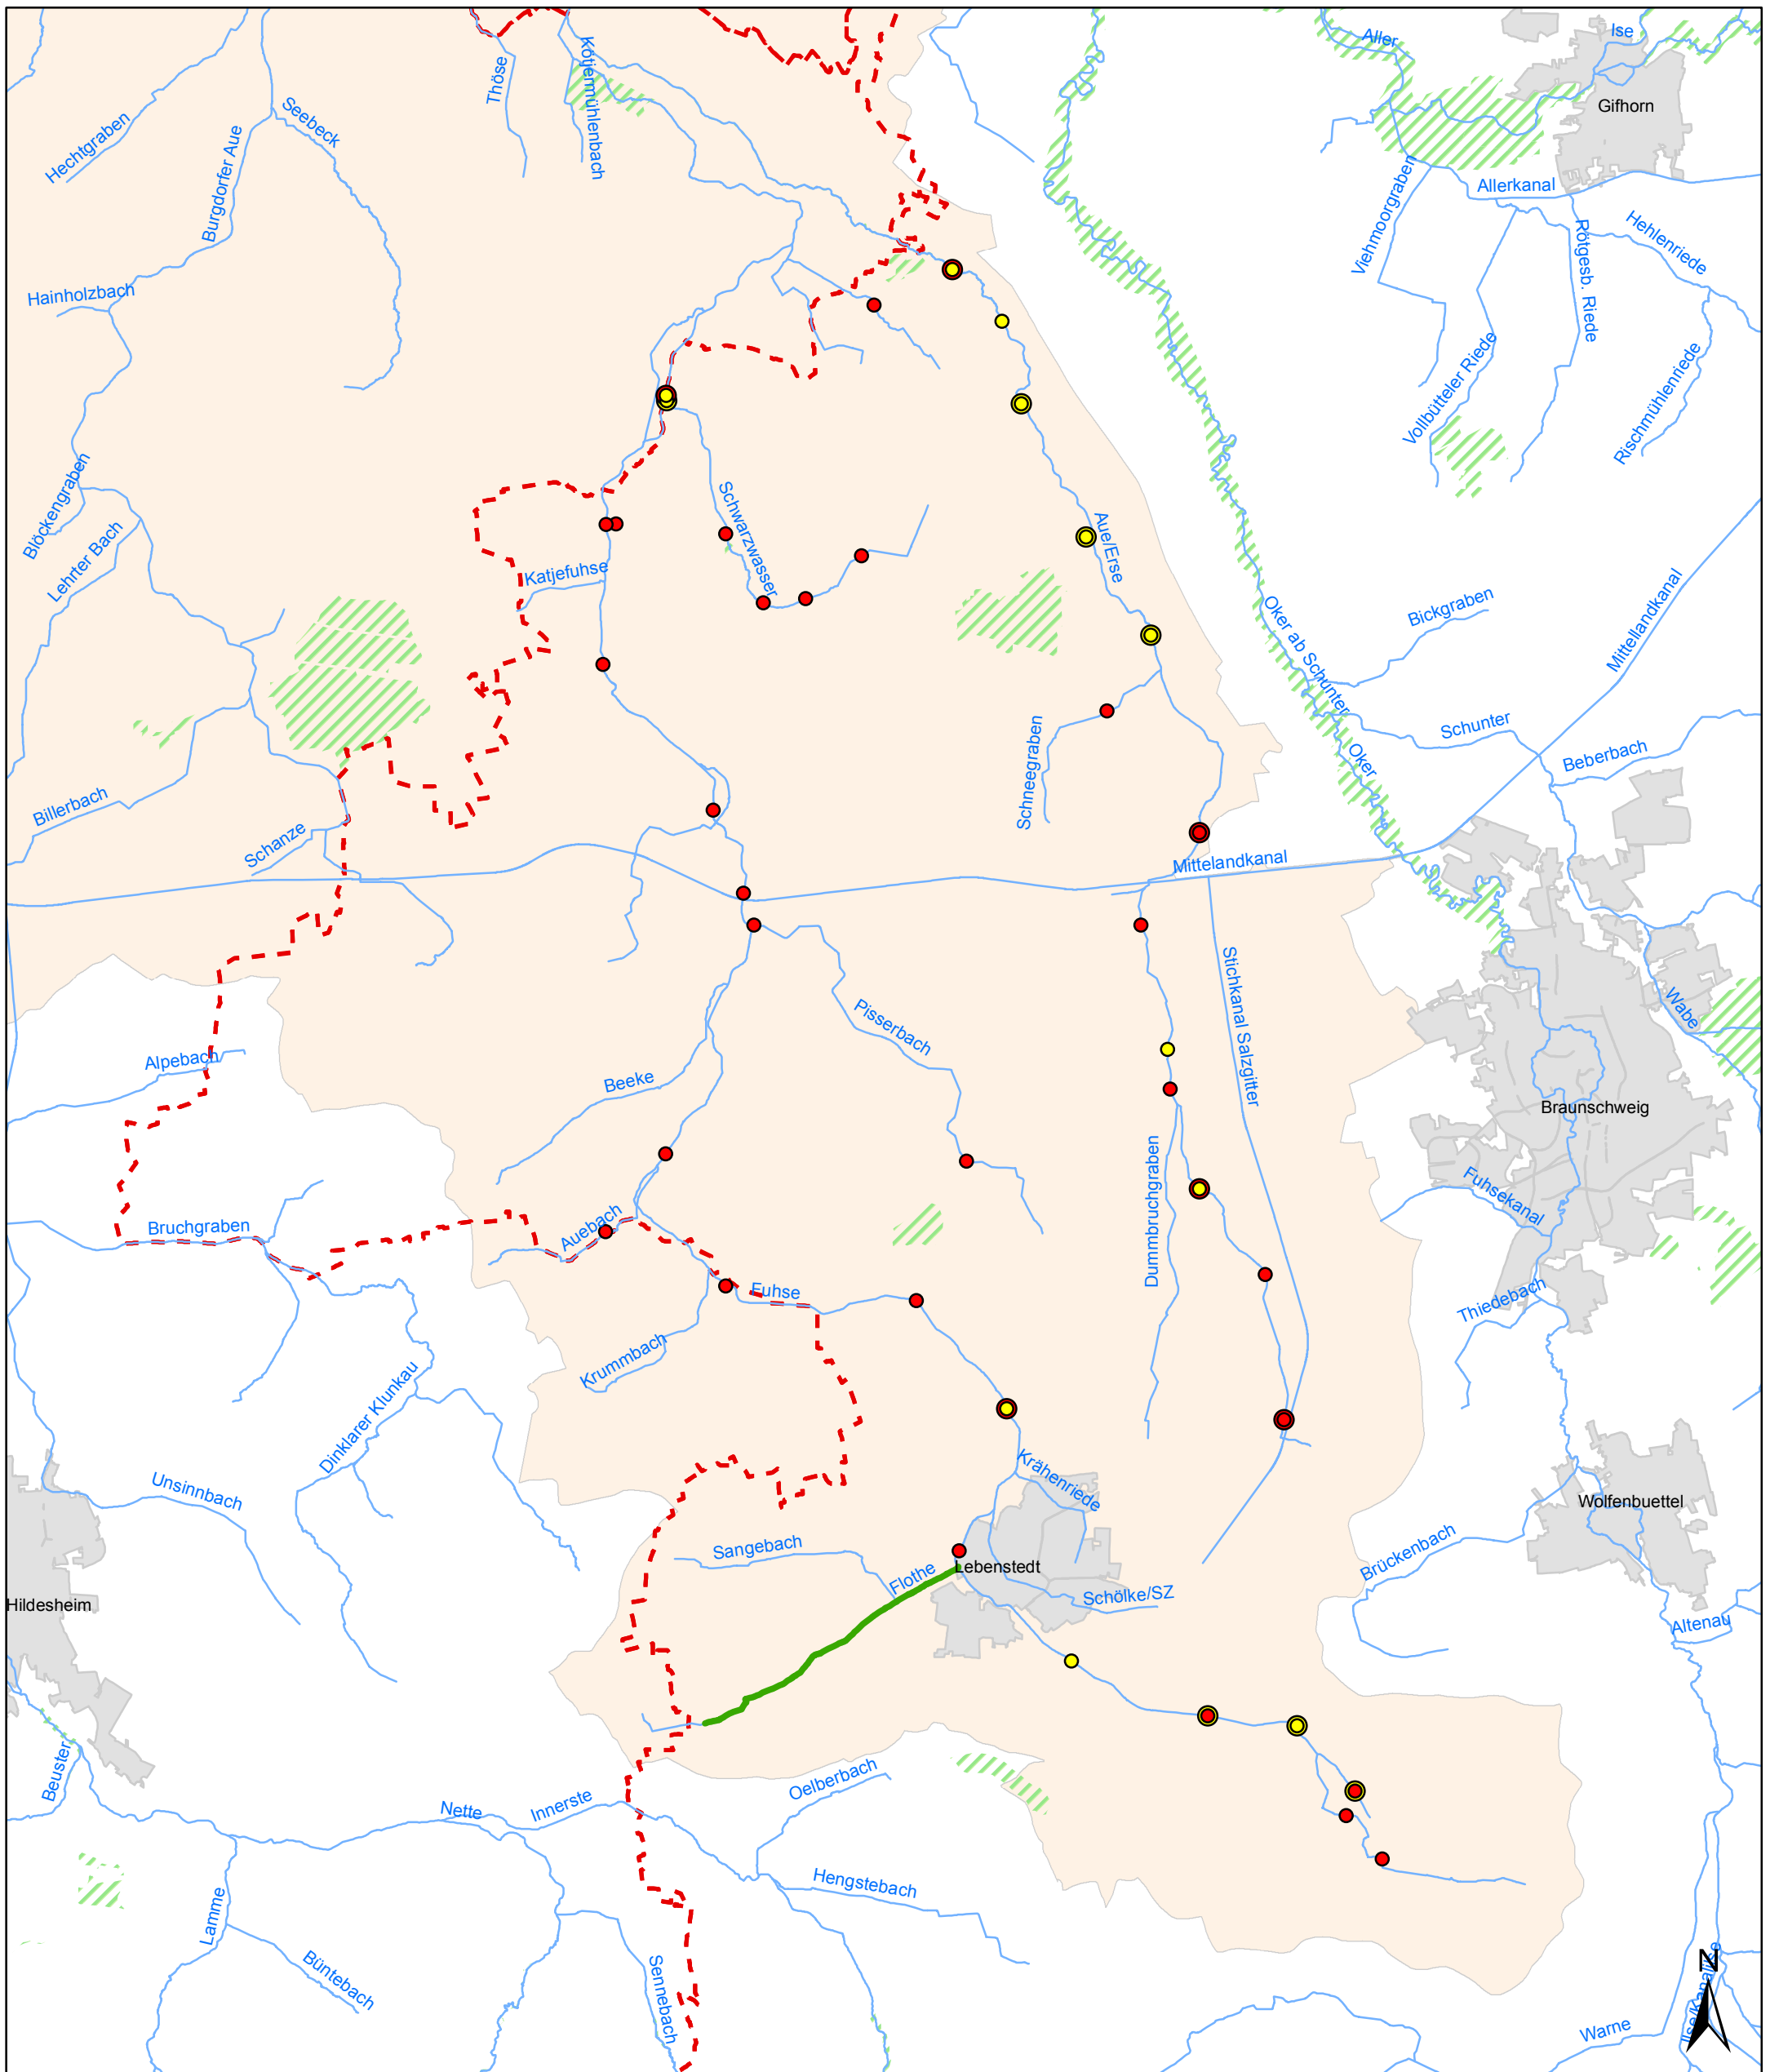 Aller
Ise
Gifhorn
Thöse
Kötjermühlenbach
Seebeck
Hechtgraben
Burgdorfer Aue
Allerkanal
Viehmoorgraben
Rötgesb. Riede
Hehlenriede
Hainholzbach
Vollbütteler Riede
Rischmühlenriede
Blöckengraben
Lehrter Bach
Schwarzwasser
Aue/Erse
Katjefuhse
Oker ab Schunter
Bickgraben
Mittellandkanal
Schunter
Oker
Beberbach
Schneegraben
Billerbach
Schanze
Mittelandkanal
Stichkanal Salzgitter
Wabe
Pisserbach
Alpebach
Beeke
Braunschweig
Dummbruchgraben
Fuhsekanal
Bruchgraben
Auebach
Fuhse
Thiedebach
Krummbach
Dinklarer Klunkau
Krähenriede
Unsinnbach
Wolfenbuettel
Sangebach
Brückenbach
Flothe
Lebenstedt
Schölke/SZ
Hildesheim
Altenau
Beuster
Oelberbach
Nette
Innerste
Hengstebach
Lamme
Büntebach
Sennebach
N
Warne